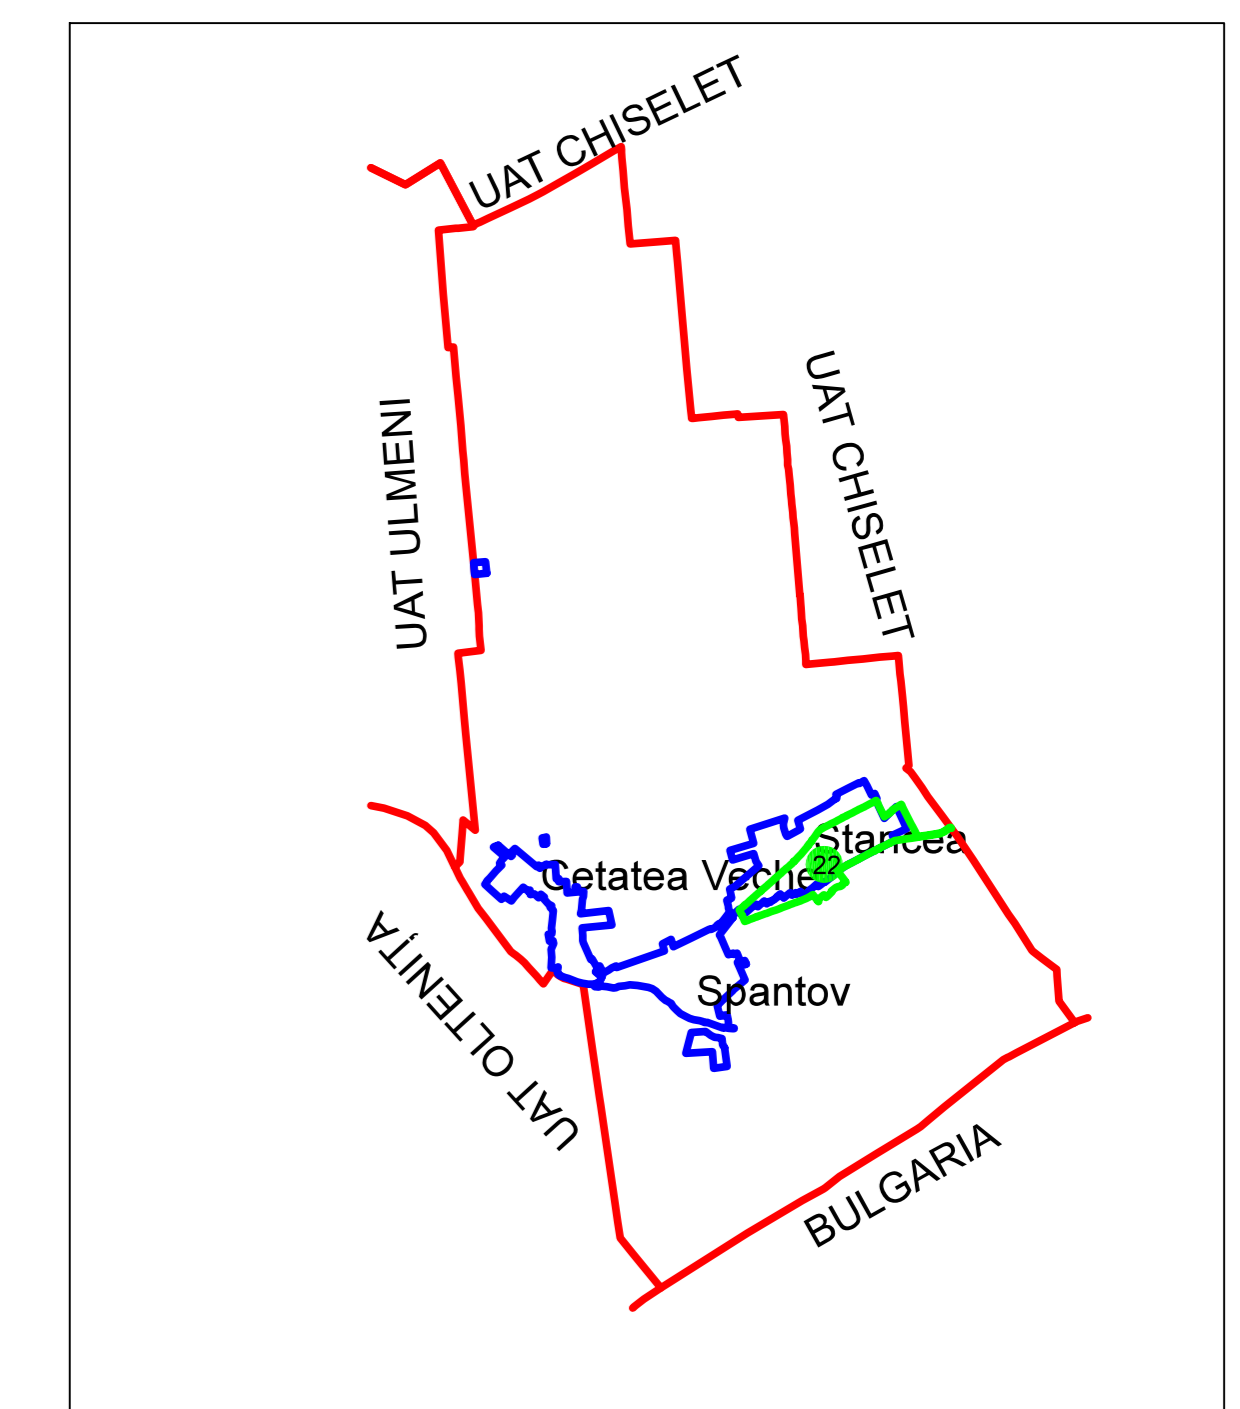 UAT CHISELET
UAT CHISELET
UAT ULMENI
Stancea
22
Cetatea Veche
Spantov
UAT OLTENIȚA
BULGARIA